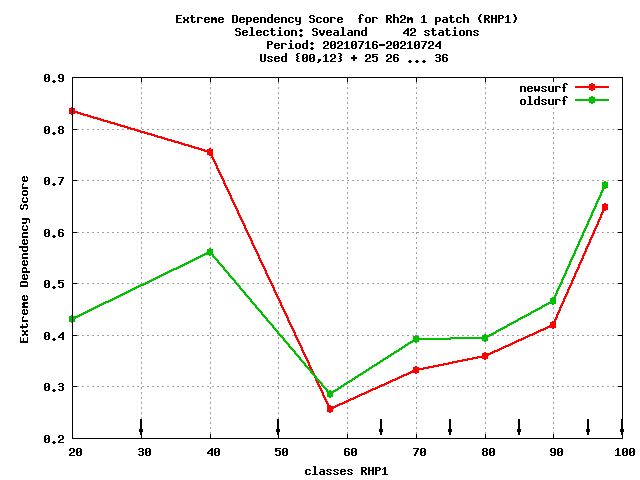 Extreme Dependency Score  for Rh2m 1 patch (RHP1)
Selection: Svealand     42 stations
Period: 20210716-20210724
Used {00,12} + 25 26 ... 36
newsurf
oldsurf
Extreme Dependency Score
0.9
0.8
0.7
0.6
0.5
0.4
0.3
0.2
20 30 40 50 60 70 80 90 100
classes RHP1